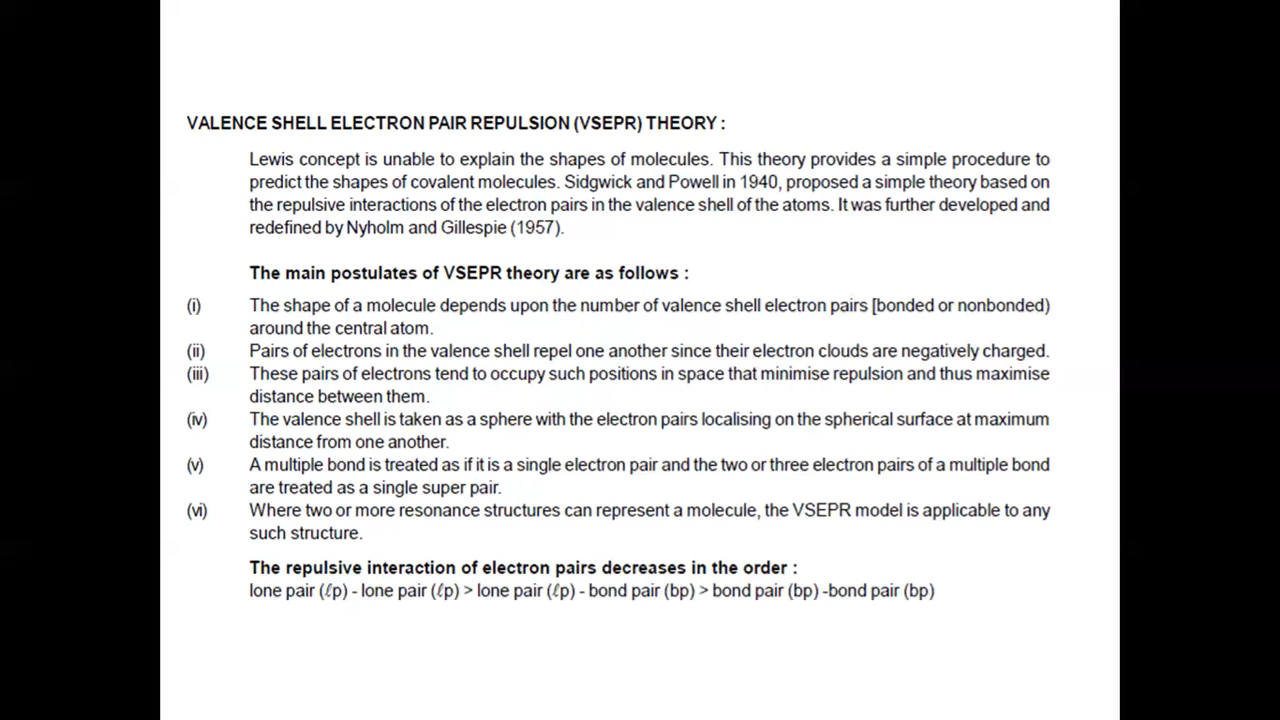 VALENCE SHELL ELECTRON PAIR REPULSION (VSEPR) THEORY :
Lewis concept is unable to explain the shapes of molecules. This theory provides a simple procedure to
predict the shapes of covalent molecules. Sidgwick and Powell in 1940, proposed a simple theory based on
the repulsive interactions of the electron pairs in the valence shell of the atoms. It was further developed and
redefined by Nyholm and Gillespie (1957).
The main postulates of VSEPR theory are as follows :
(i) The shape of a molecule depends upon the number of valence shell electron pairs [bonded or nonbonded)
around the central atom.
(ii) Pairs of electrons in the valence shell repel one another since their electron clouds are negatively charged.
(iii) These pairs of electrons tend to occupy such positions in space that minimise repulsion and thus maximise
distance between them.
(iv) The valence shell is taken as a sphere with the electron pairs localising on the spherical surface at maximum
distance from one another.
(v) A multiple bond is treated as if it is a single electron pair and the two or three electron pairs of a multiple bond
are treated as a single super pair.
(vi) Where two or more resonance structures can represent a molecule, the VSEPR model is applicable to any
such structure.
The repulsive interaction of electron pairs decreases in the order :
lone pair (ℓp) - lone pair (ℓp) > lone pair (ℓp) - bond pair (bp) > bond pair (bp) -bond pair (bp)